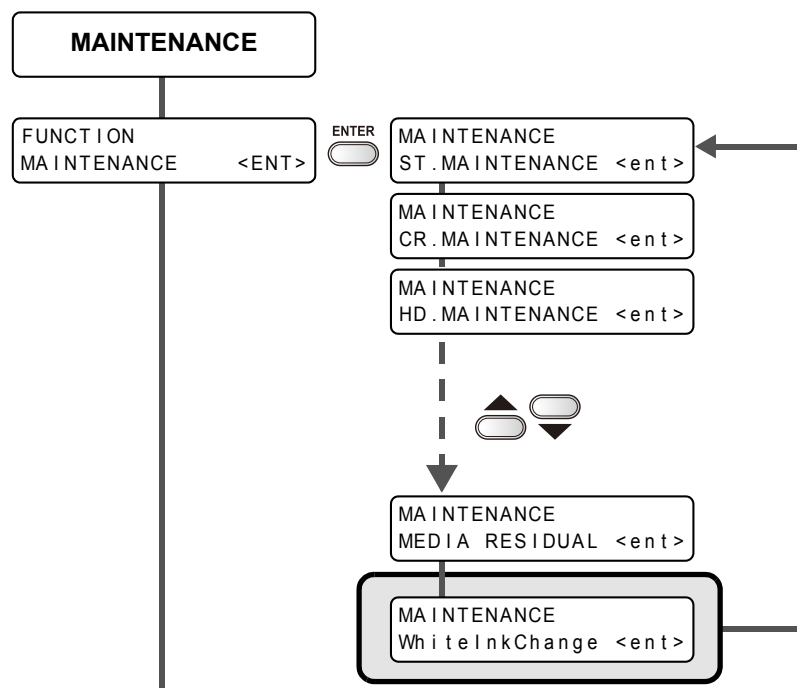 MAINTENANCE
FUNCTION
MAINTENANCE <ENT>
ENTER
MAINTENANCE
ST.MAINTENANCE <ent>
MAINTENANCE
CR.MAINTENANCE <ent>
MAINTENANCE
HD.MAINTENANCE <ent>
MAINTENANCE
MEDIA RESIDUAL <ent>
MAINTENANCE
WhiteInkChange <ent>